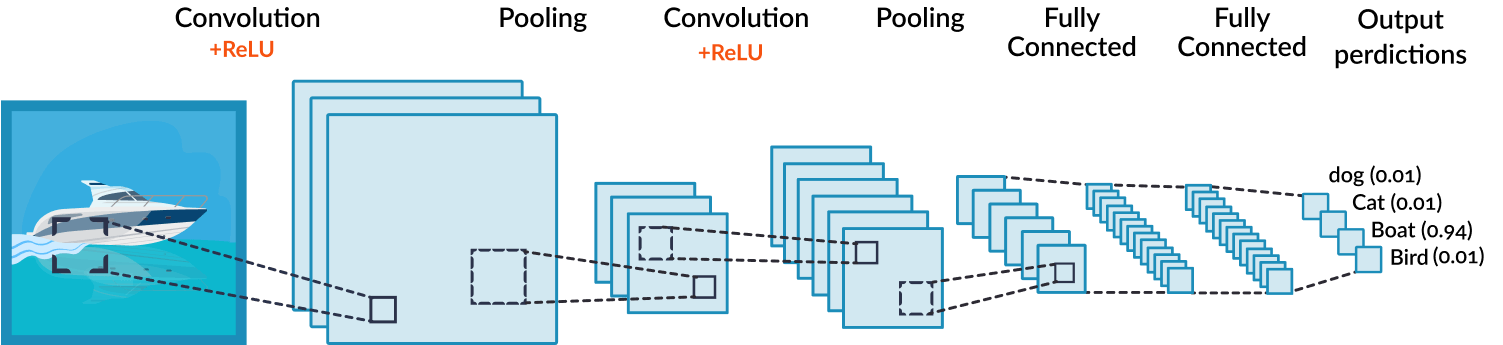 Convolution
+ReLU
Pooling
Convolution
+ReLU
Pooling
Fully
Connected
Fully
Connected
Output
perdictions
dog (0.01)
Cat (0.01)
Boat (0.94)
Bird (0.01)